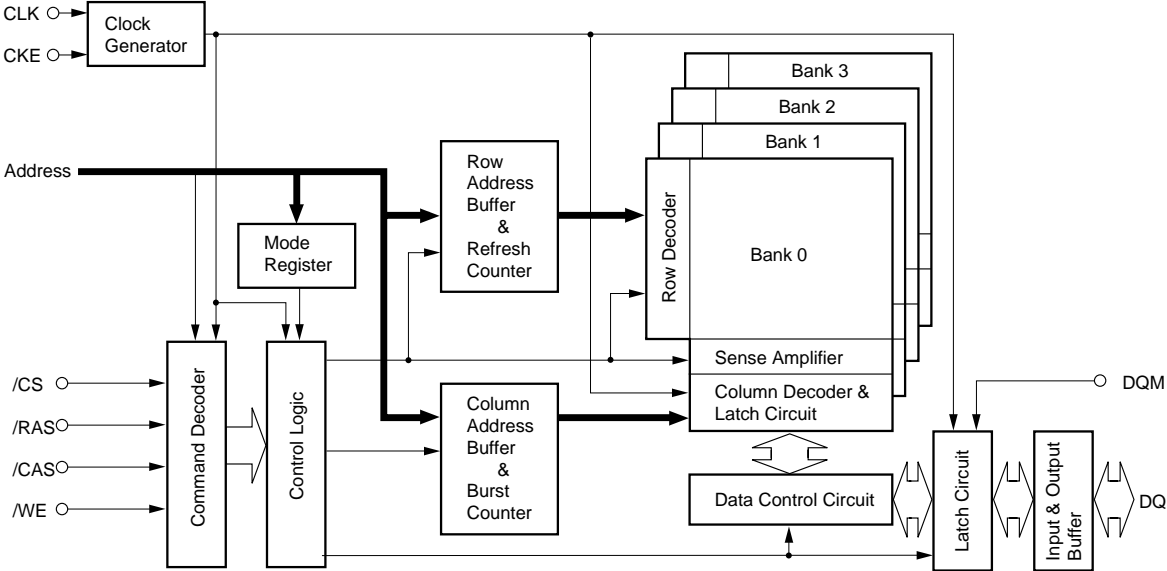 CLK
CKE
Clock
Generator
Bank 3
Bank 2
Bank 1
Address
Row
Address
Buffer
&
Refresh
Counter
Row Decoder
Bank 0
Mode
Register
Sense Amplifier
/CS
/RAS
/CAS
/WE
Command Decoder
Control Logic
Column
Address
Buffer
&
Burst
Counter
Column Decoder &
Latch Circuit
DQM
Data Control Circuit
Latch Circuit
Input & Output
Buffer
DQ